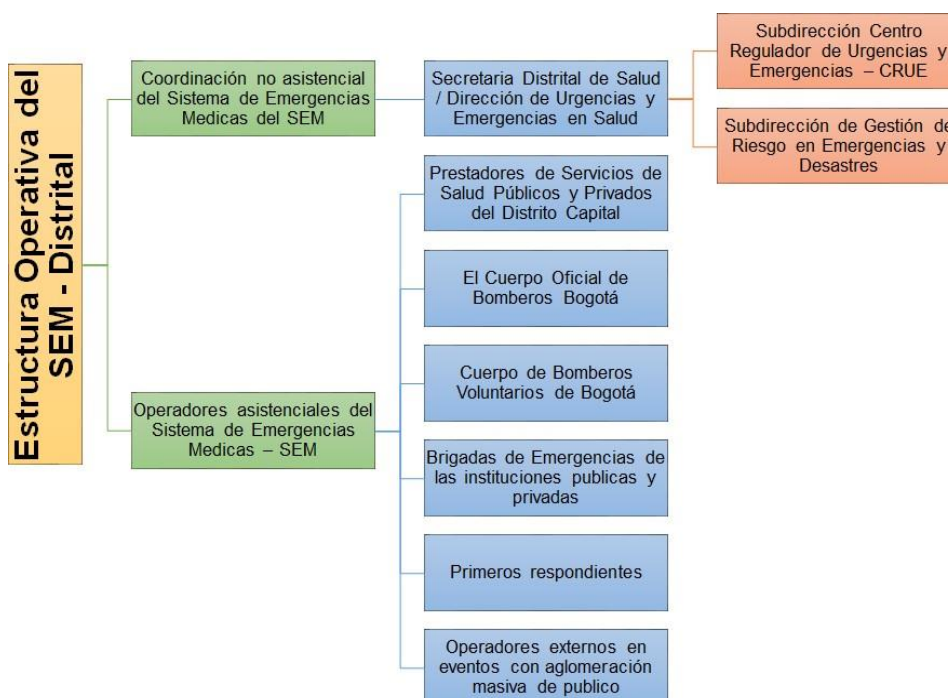 Estructura Operativa del
SEM - Distrital
Coordinación no asistencial
del Sistema de Emergencias
Medicas del SEM
Secretaria Distrital de Salud
/ Dirección de Urgencias y
Emergencias en Salud
Subdirección Centro
Regulador de Urgencias y
Emergencias – CRUE
Subdirección de Gestión de
Riesgo en Emergencias y
Desastres
Operadores asistenciales del
Sistema de Emergencias
Medicas – SEM
Prestadores de Servicios de
Salud Públicos y Privados
del Distrito Capital
El Cuerpo Oficial de
Bomberos Bogotá
Cuerpo de Bomberos
Voluntarios de Bogotá
Brigadas de Emergencias de
las instituciones publicas y
privadas
Primeros respondientes
Operadores externos en
eventos con aglomeración
masiva de publico